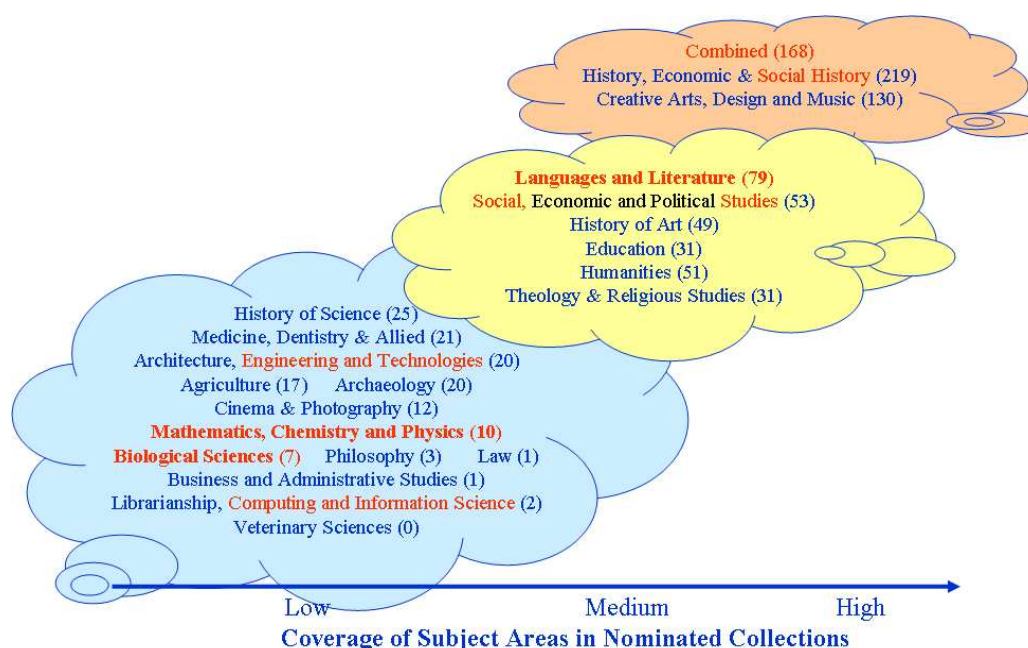 Combined (168)
History, Economic & Social History (219)
Creative Arts, Design and Music (130)
Languages and Literature (79)
Social, Economic and Political Studies (53)
History of Art (49)
Education (31)
Humanities (51)
Theology & Religious Studies (31)
History of Science (25)
Medicine, Dentistry & Allied (21)
Architecture, Engineering and Technologies (20)
Agriculture (17) Archaeology (20)
Cinema & Photography (12)
Mathematics, Chemistry and Physics (10)
Biological Sciences (7) Philosophy (3) Law (1)
Business and Administrative Studies (1)
Librarianship, Computing and Information Science (2)
Veterinary Sciences (0)
Low Medium High
Coverage of Subject Areas in Nominated Collections